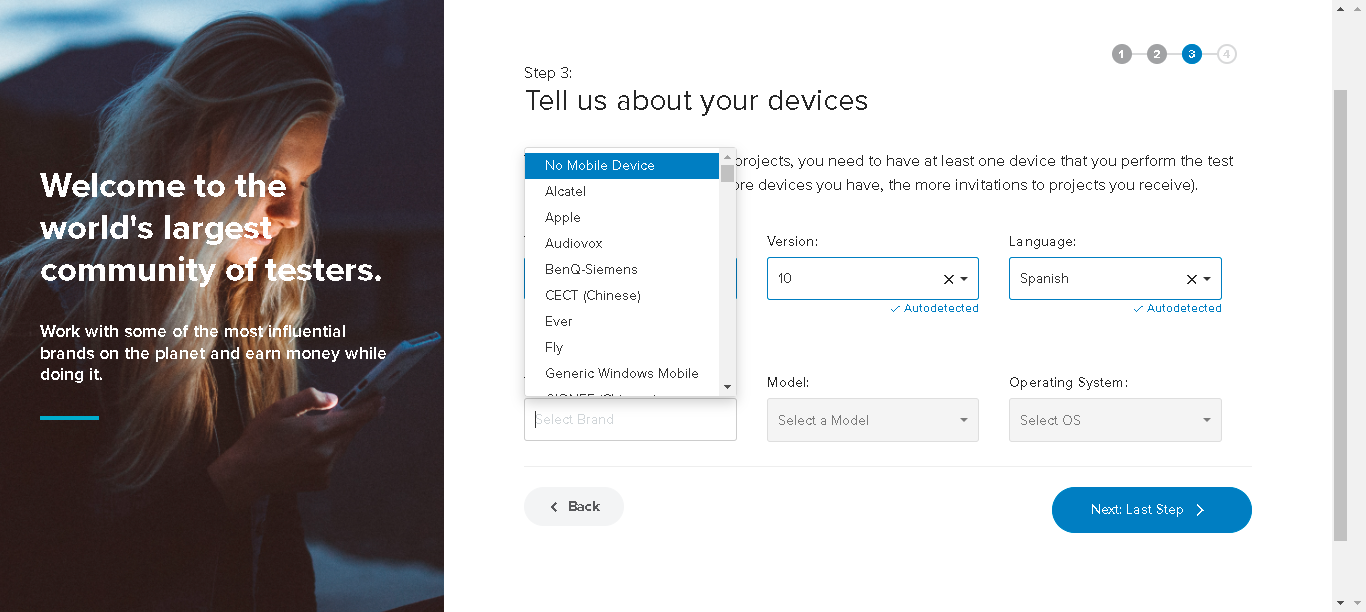 Welcome to the
world's largest
community of testers.
Work with some of the most influential
brands on the planet and earn money while
doing it.
1 2 3 4
Step 3:
Tell us about your devices
projects, you need to have at least one device that you perform the test
devices you have, the more invitations to projects you receive).
No Mobile Device
Alcatel
Apple
Audiovox
BenQ-Siemens
CECT (Chinese)
Ever
Fly
Generic Windows Mobile
Version:
10
Autodetected
Language:
Spanish
Autodetected
Select Brand
Model:
Select a Model
Operating System:
Select OS
Back
Next: Last Step